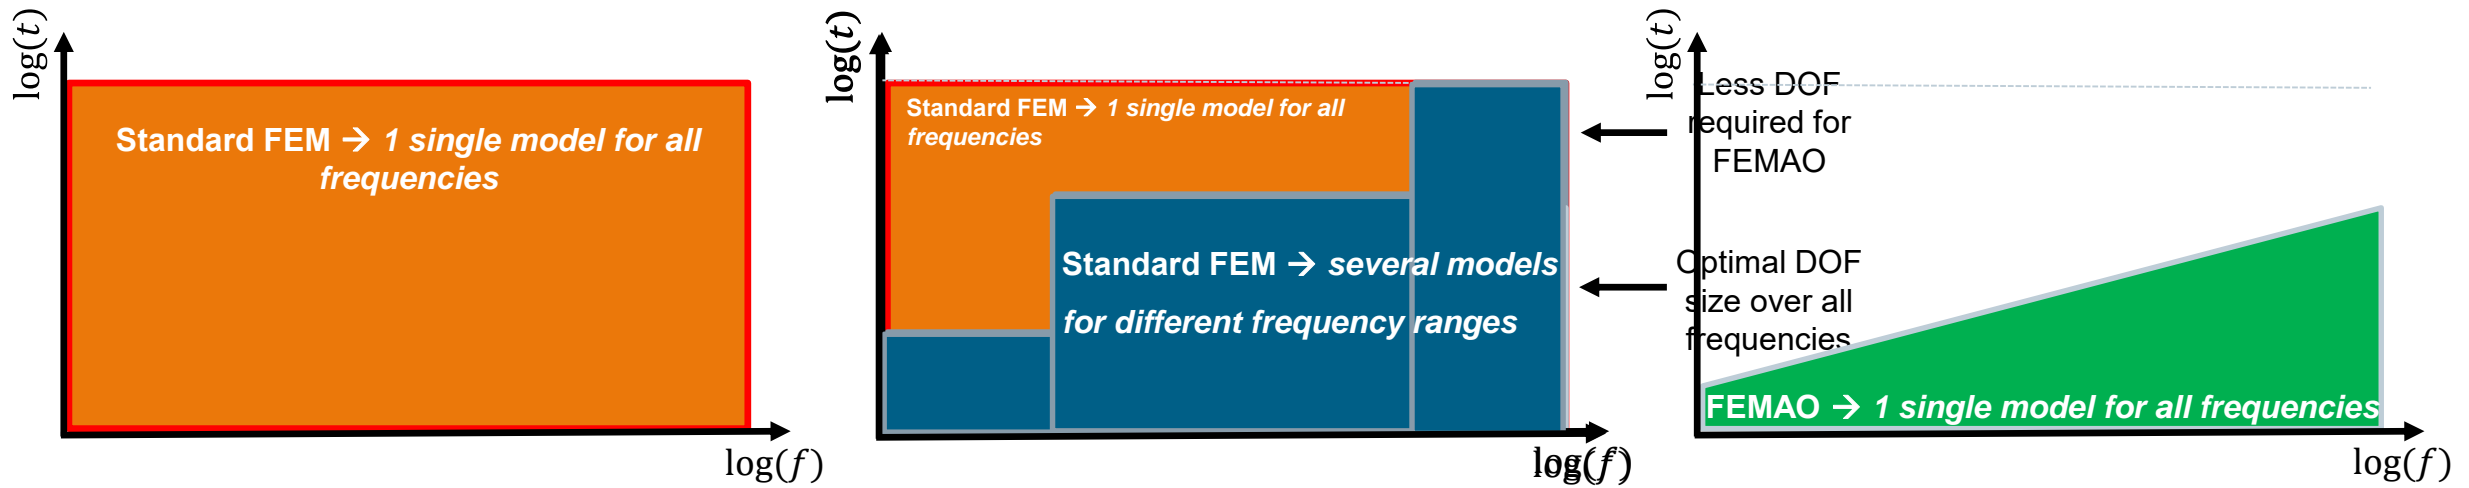 log(t)
Standard FEM → 1 single model for all
frequencies
log(f)
log(t)
Standard FEM → 1 single model for all
frequencies
Standard FEM → several models
for different frequency ranges
log(f)
log(t)
Less DOF
required for
FEMAO
Optimal DOF
size over all
frequencies
FEMAO → 1 single model for all frequencies
log(f)